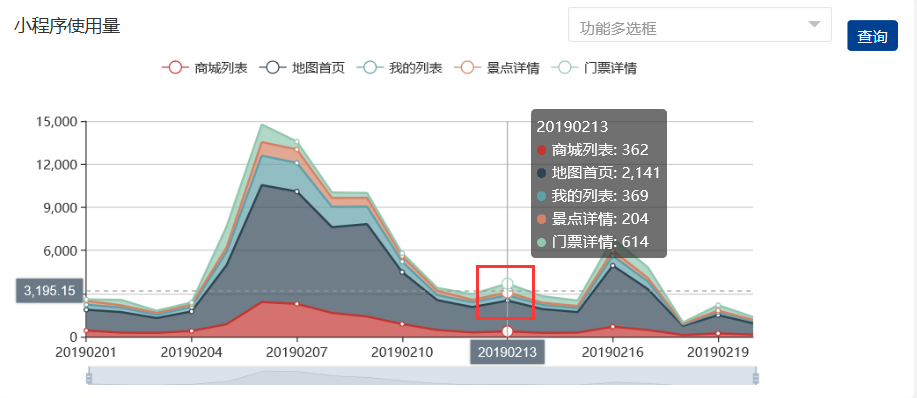 小程序使用量
功能多选框
查询
商城列表 地图首页 我的列表 景点详情 门票详情
15,000
12,000
9,000
6,000
3,195.15
0
20190213
商城列表: 362
地图首页: 2,141
我的列表: 369
景点详情: 204
门票详情: 614
20190201 20190204 20190207 20190210 20190213 20190216 20190219